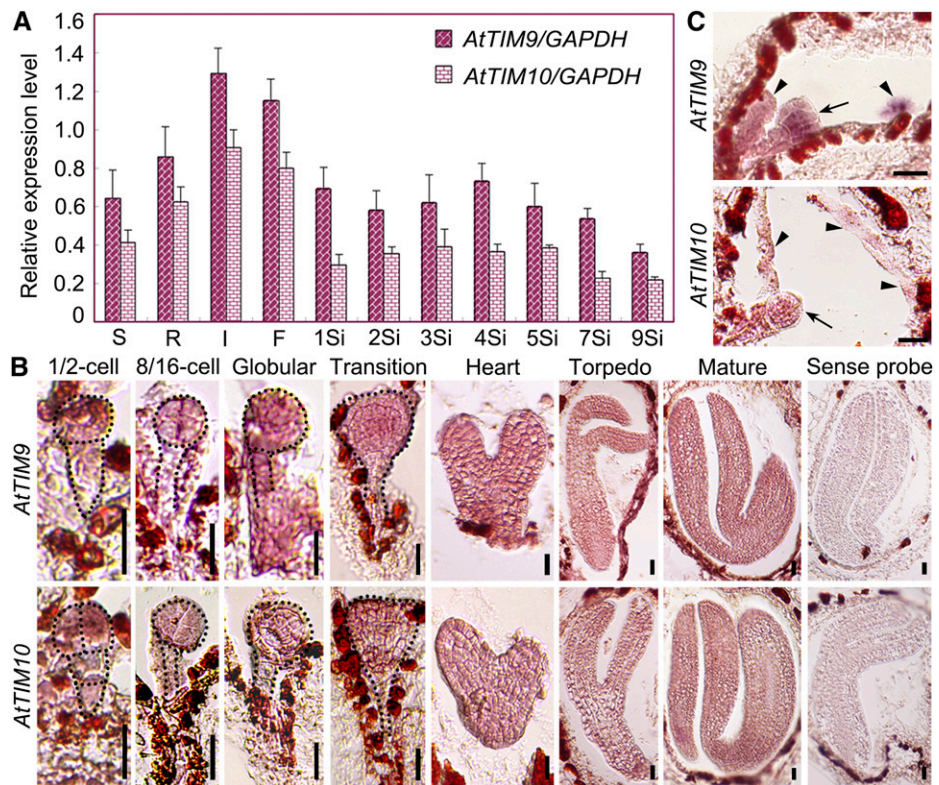 A
Relative expression level
1.6
1.4
1.2
1.0
0.8
0.6
0.4
0.2
0
AtTIM9/GAPDH
AtTIM10/GAPDH
S R I F 1Si 2Si 3Si 4Si 5Si 7Si 9Si
C
AtTIM9
AtTIM10
B
1/2-cell 8/16-cell Globular Transition Heart Torpedo Mature Sense probe
AtTIM9
AtTIM10